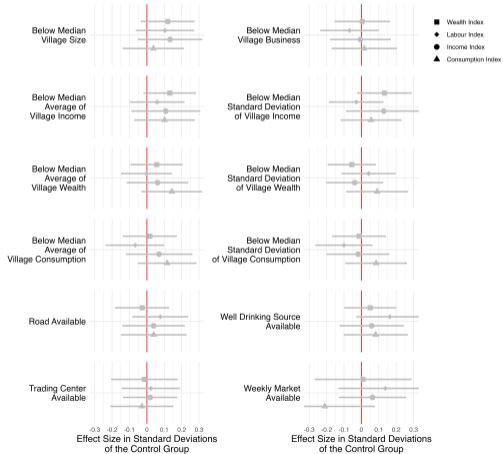 Below Median
Village Size
Below Median
Village Business
Wealth Index
Labour Index
Income Index
Consumption Index
Below Median
Average of
Village Income
Below Median
Standard Deviation
of Village Income
Below Median
Average of
Village Wealth
Below Median
Standard Deviation
of Village Wealth
Below Median
Average of
Village Consumption
Below Median
Standard Deviation
of Village Consumption
Road Available
Well Drinking Source
Available
Trading Center
Available
Weekly Market
Available
-0.3 -0.2 -0.1 0 0.1 0.2 0.3
Effect Size in Standard Deviations
of the Control Group
-0.3 -0.2 -0.1 0 0.1 0.2 0.3
Effect Size in Standard Deviations
of the Control Group